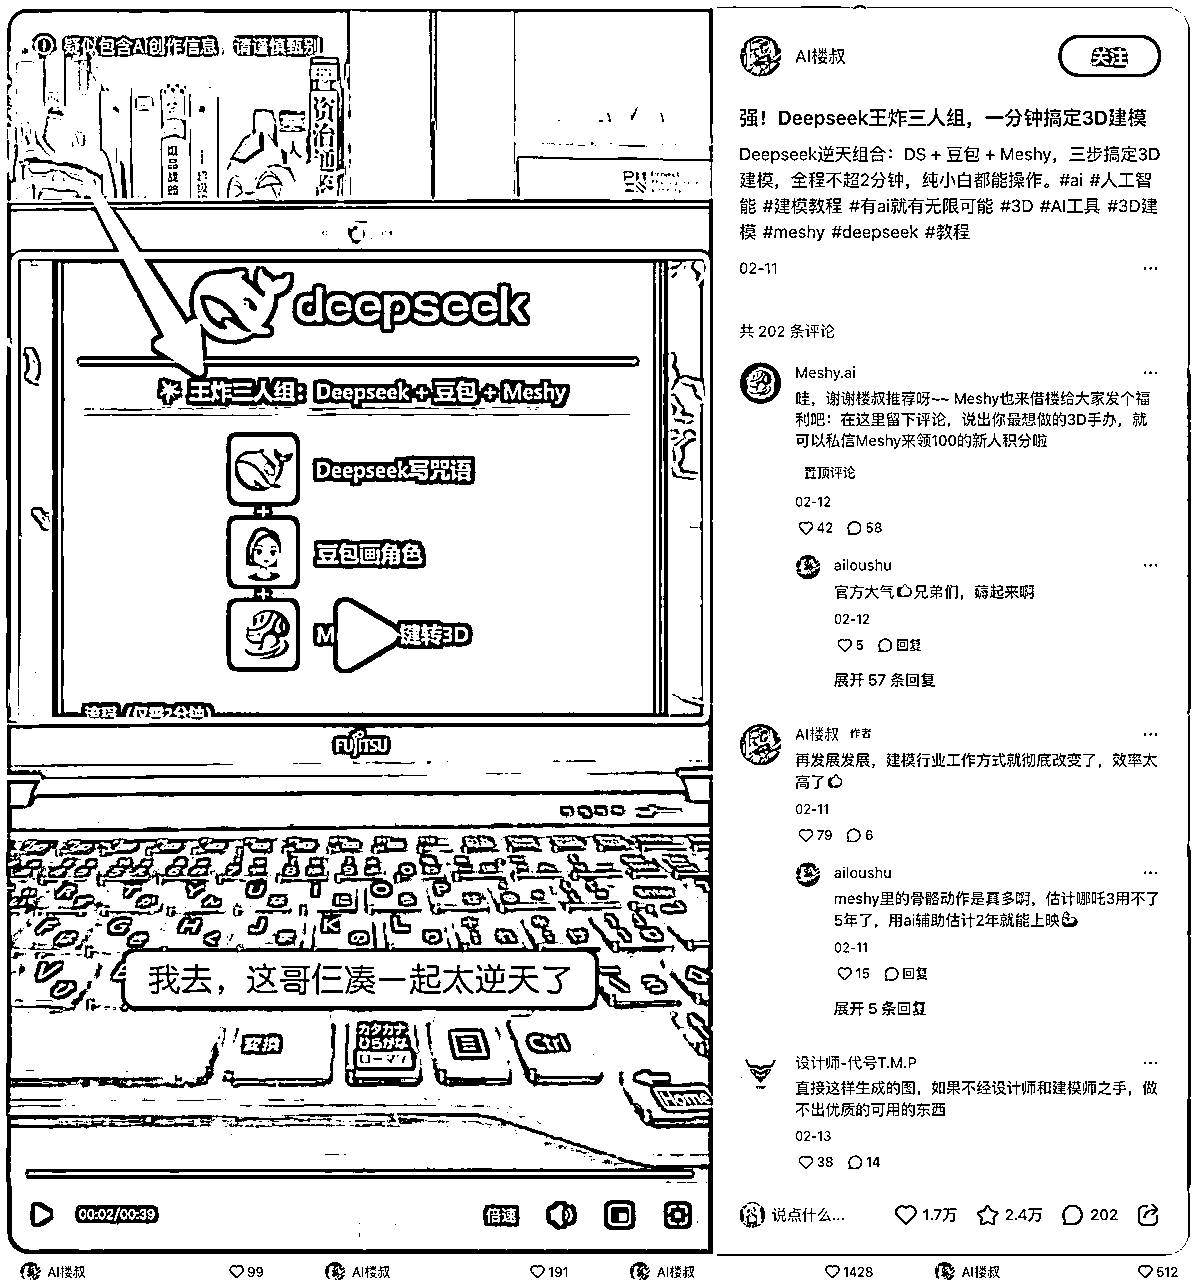 疑似包含AI创作信息，请谨慎甄别
资治通
人
deepseek
王炸三人组：Deepseek + 豆包 + Meshy
Deepseek写咒语
+
豆包画角色
+
M 键转3D
流程（仅需2分钟）
FUJITSU
我去，这哥仨凑一起太逆天了
変換
カタカナ
ひらがな
ローマ字
Ctrl
Home
00:02/00:39
倍速
AI楼叔
关注
强！Deepseek王炸三人组，一分钟搞定3D建模
Deepseek逆天组合：DS + 豆包 + Meshy，三步搞定3D
建模，全程不超2分钟，纯小白都能操作。#ai #人工智
能 #建模教程 #有ai就有无限可能 #3D #AI工具 #3D建
模 #meshy #deepseek #教程
02-11
共 202 条评论
Meshy.ai
哇，谢谢楼叔推荐呀~~ Meshy也来借楼给大家发个福
利吧：在这里留下评论，说出你最想做的3D手办，就
可以私信Meshy来领100的新人积分啦
置顶评论
02-12
42 58
ailoushu
官方大气👍兄弟们，薅起来啊
02-12
5 回复
展开 57 条回复
AI楼叔 作者
再发展发展，建模行业工作方式就彻底改变了，效率太
高了👍
02-11
79 6
ailoushu
meshy里的骨骼动作是真多啊，估计哪吒3用不了
5年了，用ai辅助估计2年就能上映💪
02-11
15 回复
展开 5 条回复
设计师-代号T.M.P
直接这样生成的图，如果不经设计师和建模师之手，做
不出优质的可用的东西
02-13
38 14
说点什么... 1.7万 2.4万 202
AI楼叔 99 AI楼叔 191 AI楼叔 1428 AI楼叔 512